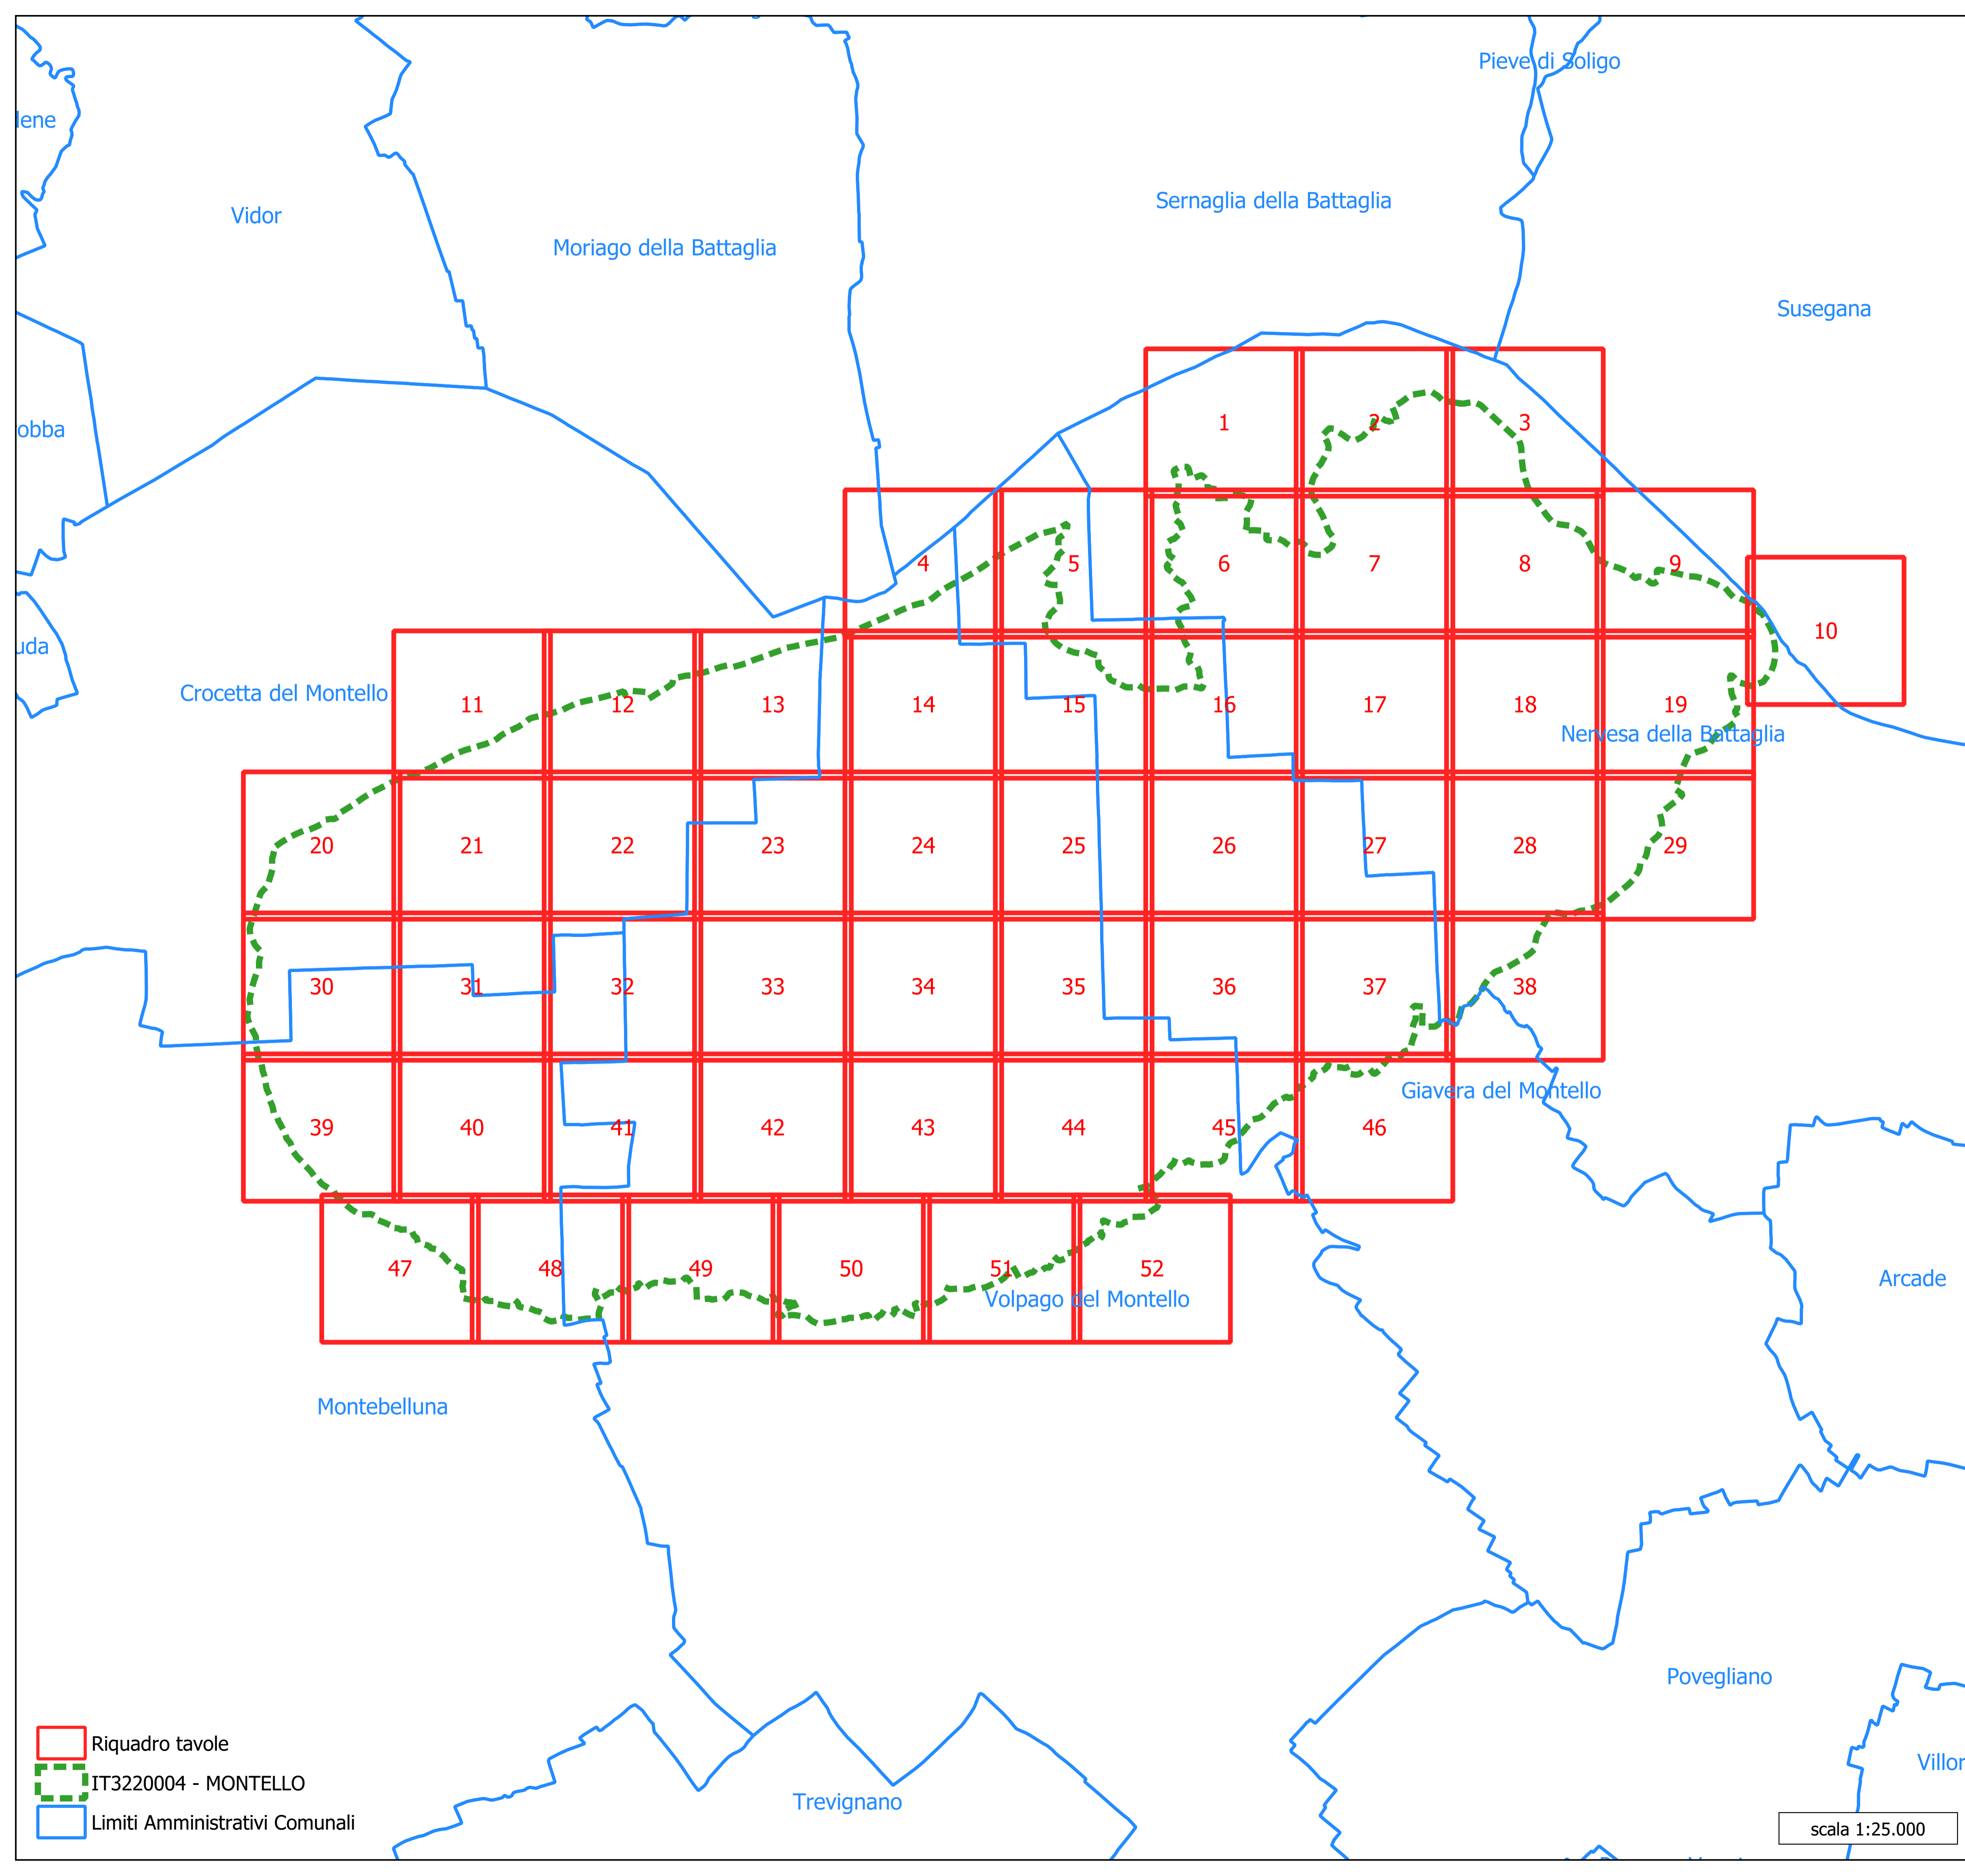 Pieve di Soligo
lene
Sernaglia della Battaglia
Vidor
Moriago della Battaglia
Susegana
1
2
3
obba
4
5
6
7
8
9
10
uda
Crocetta del Montello
11
12
13
14
15
16
17
18
19
Nervesa della Battaglia
20
21
22
23
24
25
26
27
28
29
30
31
32
33
34
35
36
37
38
Giavera del Montello
39
40
41
42
43
44
45
46
47
48
49
50
51
52
Arcade
Volpago del Montello
Montebelluna
Povegliano
Riquadro tavole
IT3220004 - MONTELLO
Limiti Amministrativi Comunali
Trevignano
Villor
scala 1:25.000